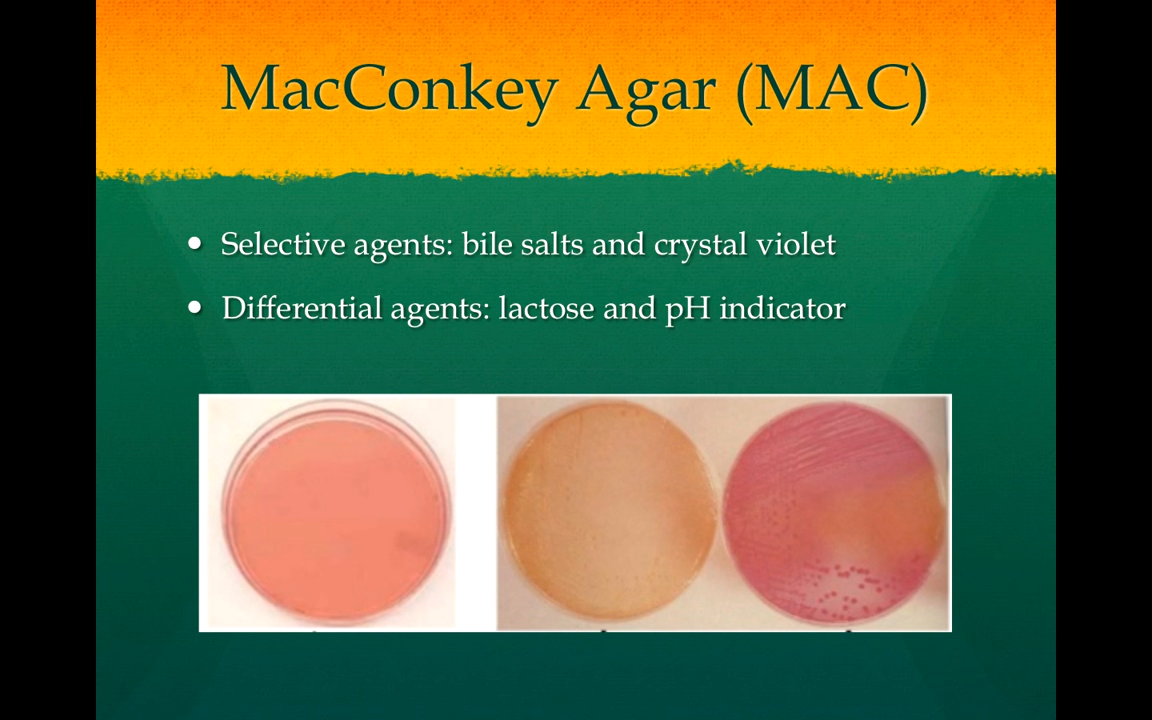 MacConkey Agar (MAC)
• Selective agents: bile salts and crystal violet
• Differential agents: lactose and pH indicator